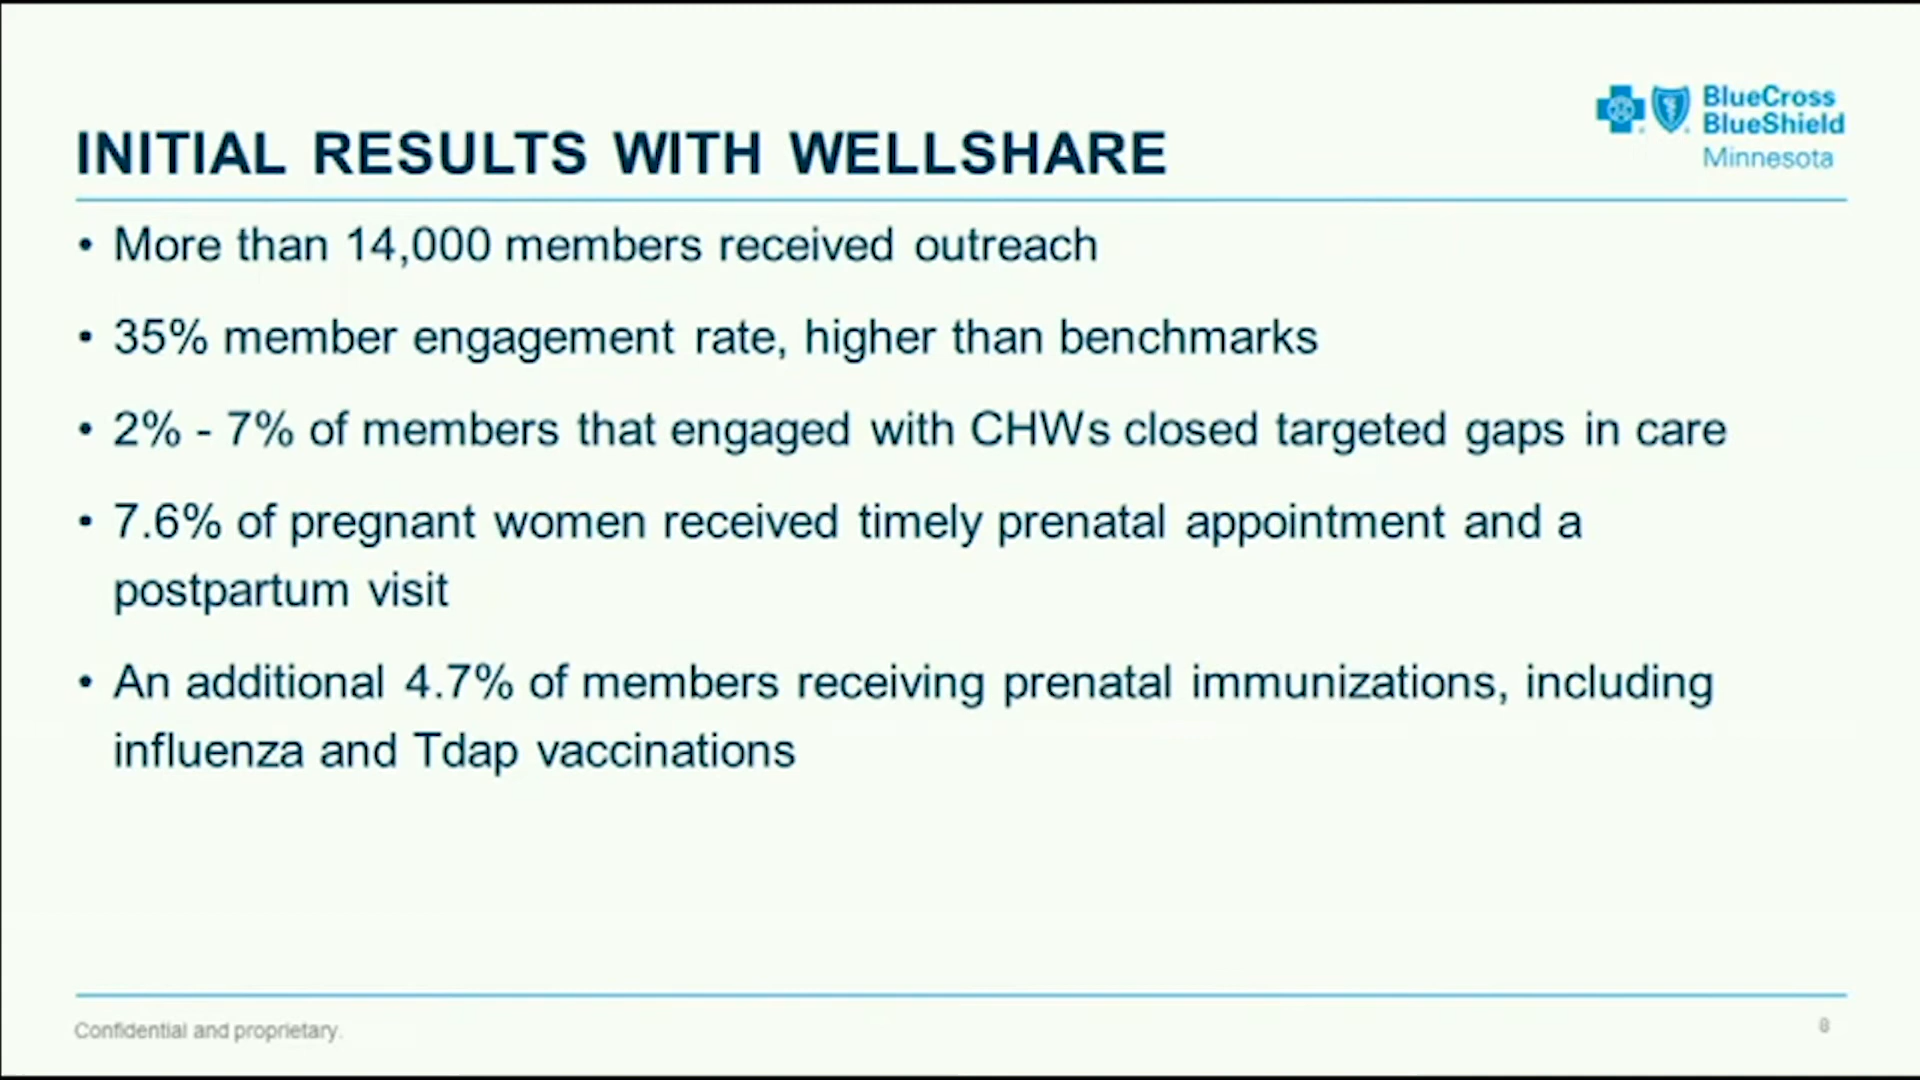 BlueCross
BlueShield
Minnesota
INITIAL RESULTS WITH WELLSHARE
• More than 14,000 members received outreach
• 35% member engagement rate, higher than benchmarks
• 2% - 7% of members that engaged with CHWs closed targeted gaps in care
• 7.6% of pregnant women received timely prenatal appointment and a
postpartum visit
• An additional 4.7% of members receiving prenatal immunizations, including
influenza and Tdap vaccinations
Confidential and proprietary.
8